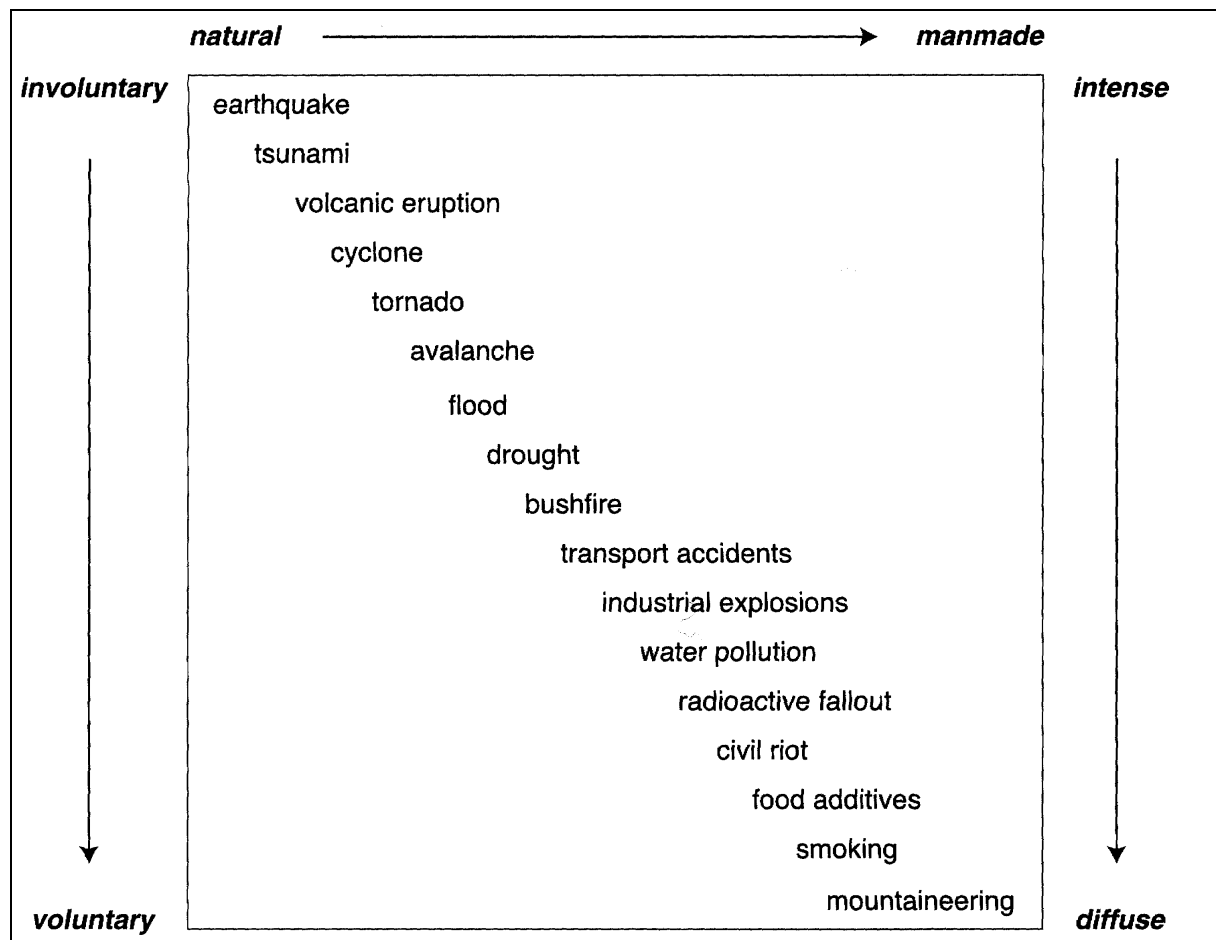 natural manmade
involuntary intense
earthquake
tsunami
volcanic eruption
cyclone
tornado
avalanche
flood
drought
bushfire
transport accidents
industrial explosions
water pollution
radioactive fallout
civil riot
food additives
smoking
mountaineering
voluntary diffuse